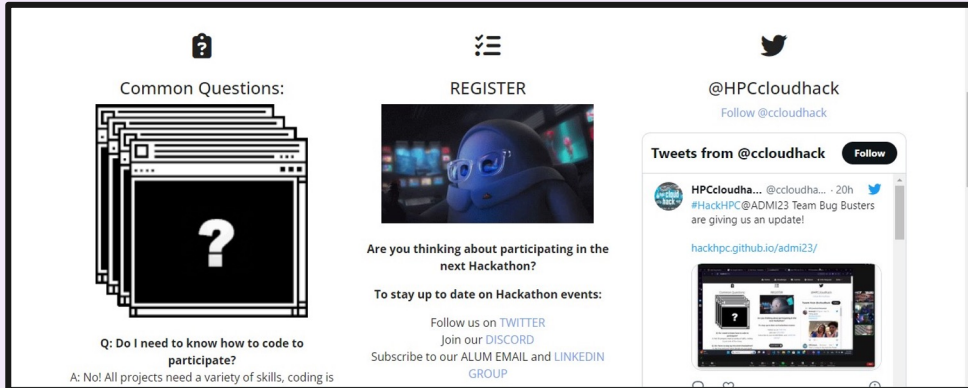 Common Questions:
?
Q: Do I need to know how to code to
participate?
A: No! All projects need a variety of skills, coding is
REGISTER
Are you thinking about participating in the
next Hackathon?
To stay up to date on Hackathon events:
Follow us on TWITTER
Join our DISCORD
Subscribe to our ALUM EMAIL and LINKEDIN
GROUP
@HPCcloudhack
Follow @ccloudhack
Tweets from @ccloudhack Follow
HPCcloudha... @ccloudha... · 20h
#HackHPC@ADMI23 Team Bug Busters
are giving us an update!
hackhpc.github.io/admi23/